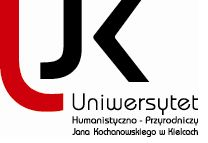 UJK
Uniwersytet
Humanistyczno - Przyrodniczy
Jana Kochanowskiego w Kielcach